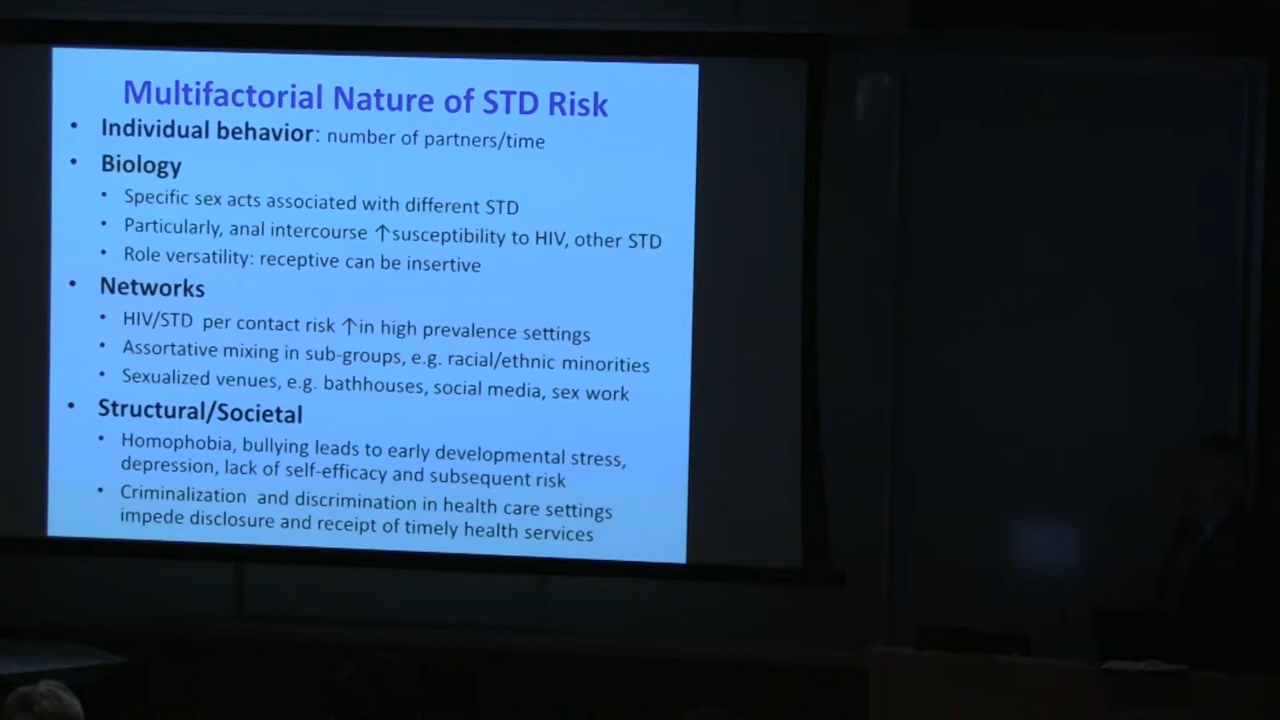 Multifactorial Nature of STD Risk
• Individual behavior: number of partners/time
• Biology
• Specific sex acts associated with different STD
• Particularly, anal intercourse ↑susceptibility to HIV, other STD
• Role versatility: receptive can be insertive
• Networks
• HIV/STD per contact risk ↑in high prevalence settings
• Assortative mixing in sub-groups, e.g. racial/ethnic minorities
• Sexualized venues, e.g. bathhouses, social media, sex work
• Structural/Societal
• Homophobia, bullying leads to early developmental stress,
depression, lack of self-efficacy and subsequent risk
• Criminalization and discrimination in health care settings
impede disclosure and receipt of timely health services